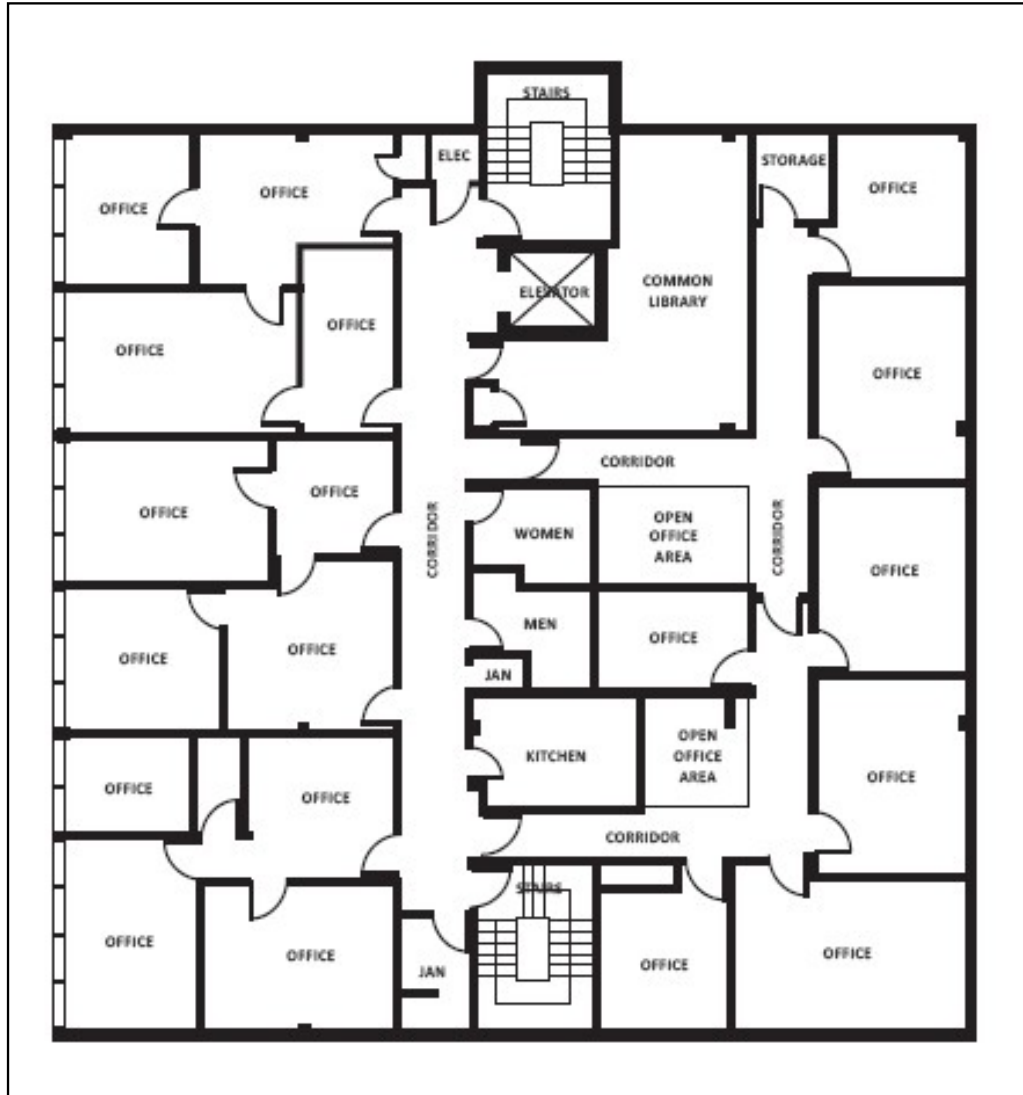 STAIRS
ELEC
STORAGE
OFFICE
OFFICE
OFFICE
COMMON
LIBRARY
ELEVATOR
OFFICE
OFFICE
OFFICE
CORRIDOR
OFFICE
OFFICE
CORRIDOR
WOMEN
OPEN
OFFICE
AREA
CORRIDOR
OFFICE
MEN
OFFICE
OFFICE
OFFICE
JAN
KITCHEN
OPEN
OFFICE
AREA
OFFICE
OFFICE
OFFICE
CORRIDOR
STAIRS
OFFICE
OFFICE
JAN
OFFICE
OFFICE